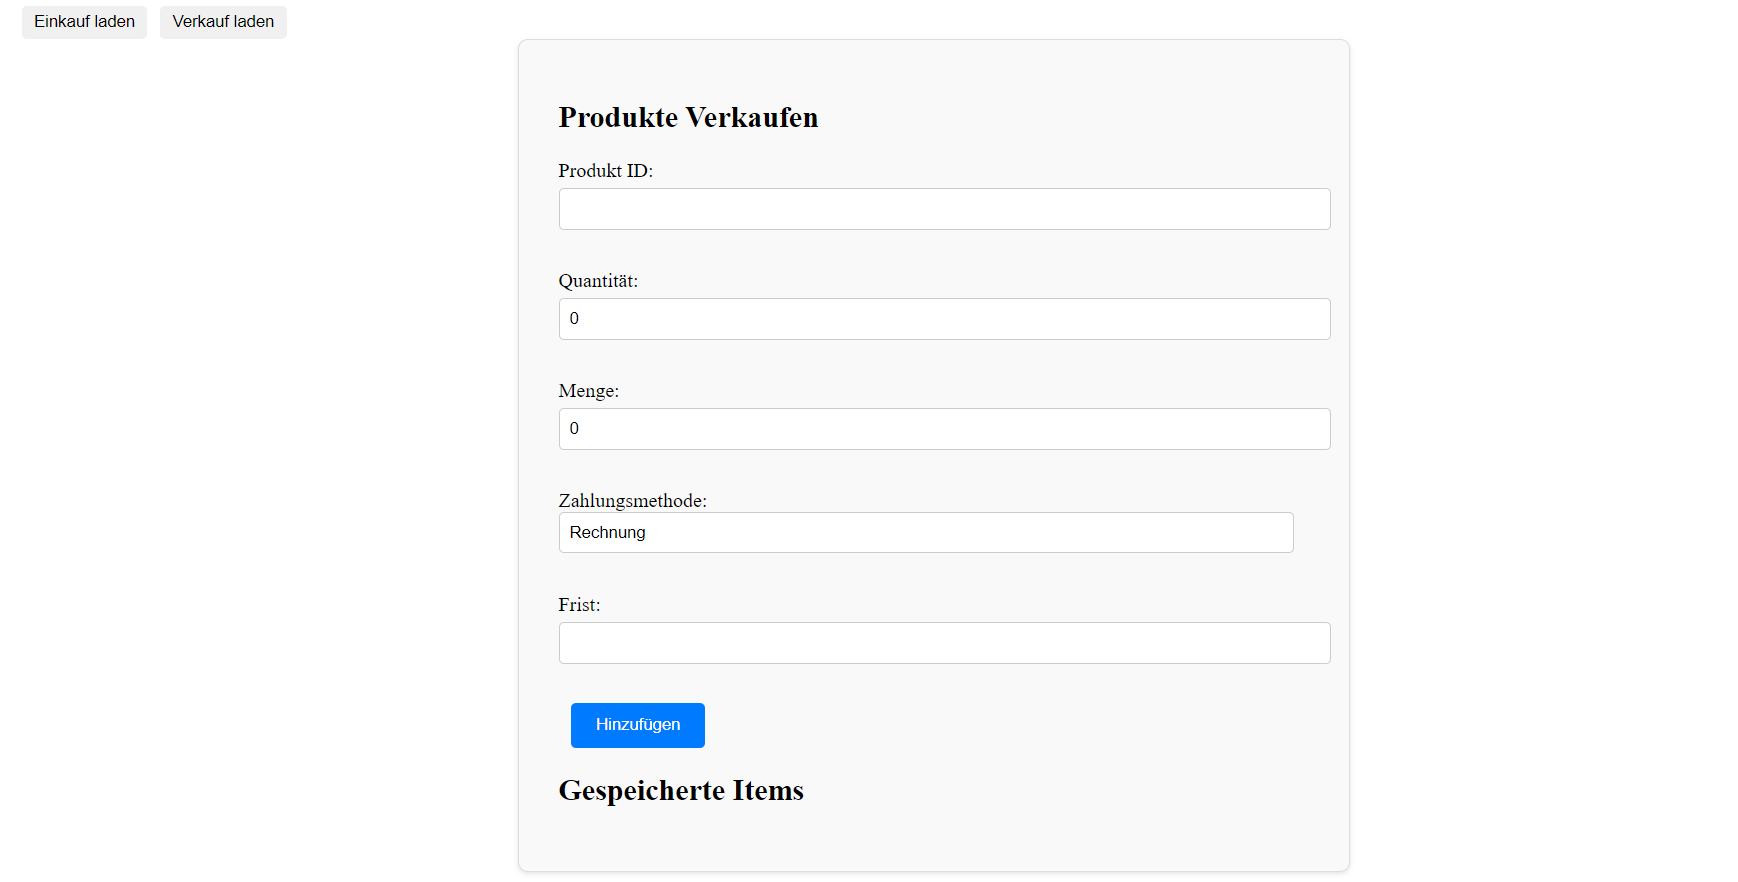 Einkauf laden Verkauf laden
Produkte Verkaufen
Produkt ID:
Quantität:
0
Menge:
0
Zahlungsmethode:
Rechnung
Frist:
Hinzufügen
Gespeicherte Items